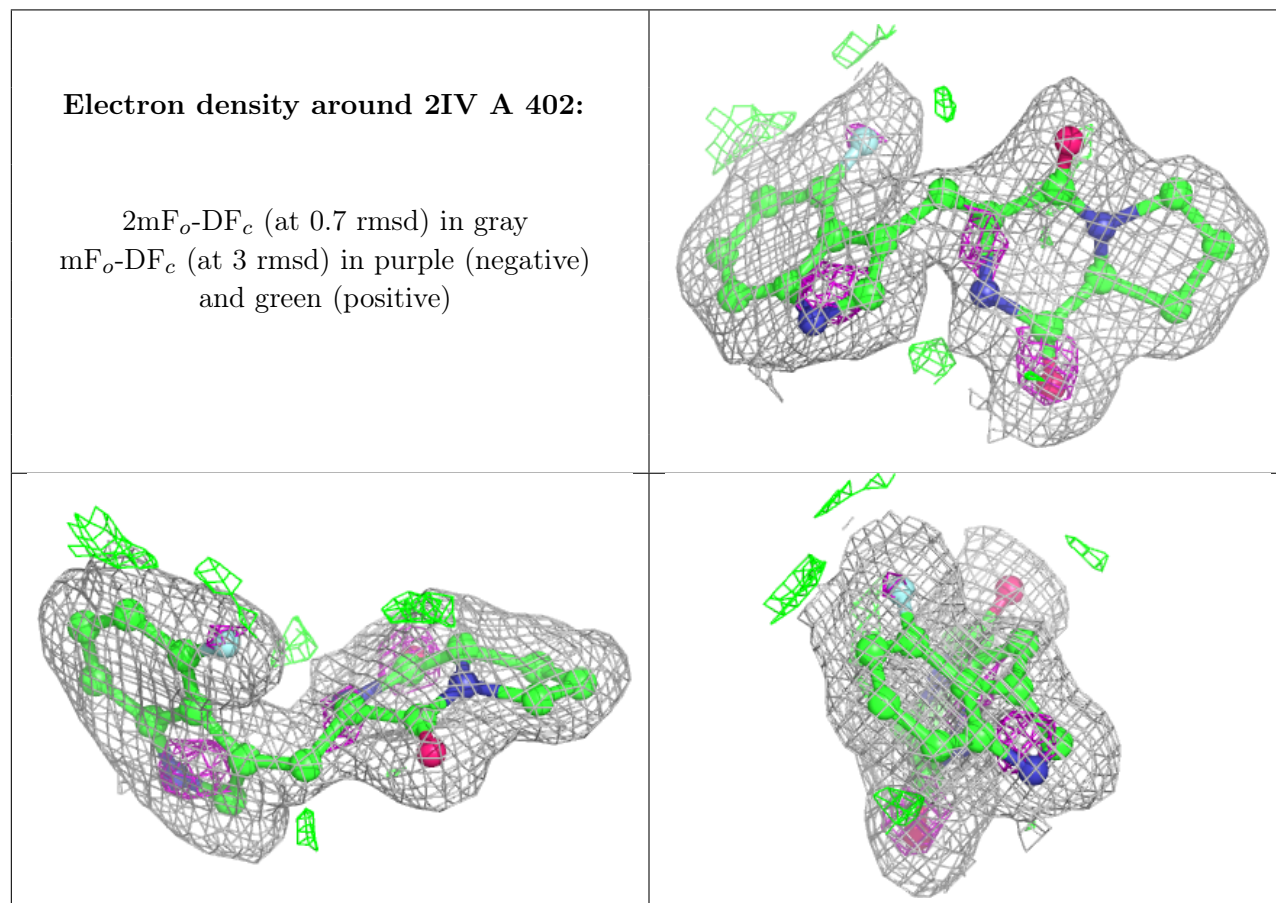 Electron density around 2IV A 402:
2mFo-DFc (at 0.7 rmsd) in gray
mFo-DFc (at 3 rmsd) in purple (negative)
and green (positive)